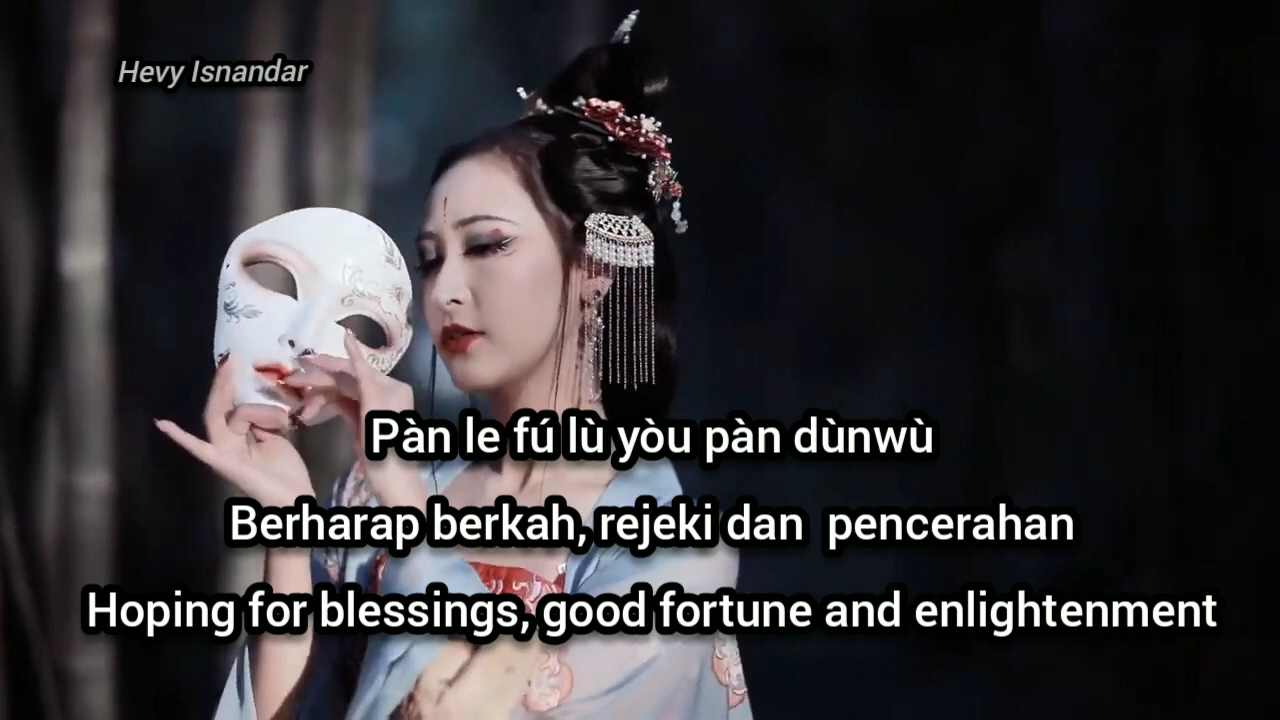 Hevy Isnandar
Pàn le fú lù yòu pàn dùnwù
Berharap berkah, rejeki dan pencerahan
Hoping for blessings, good fortune and enlightenment